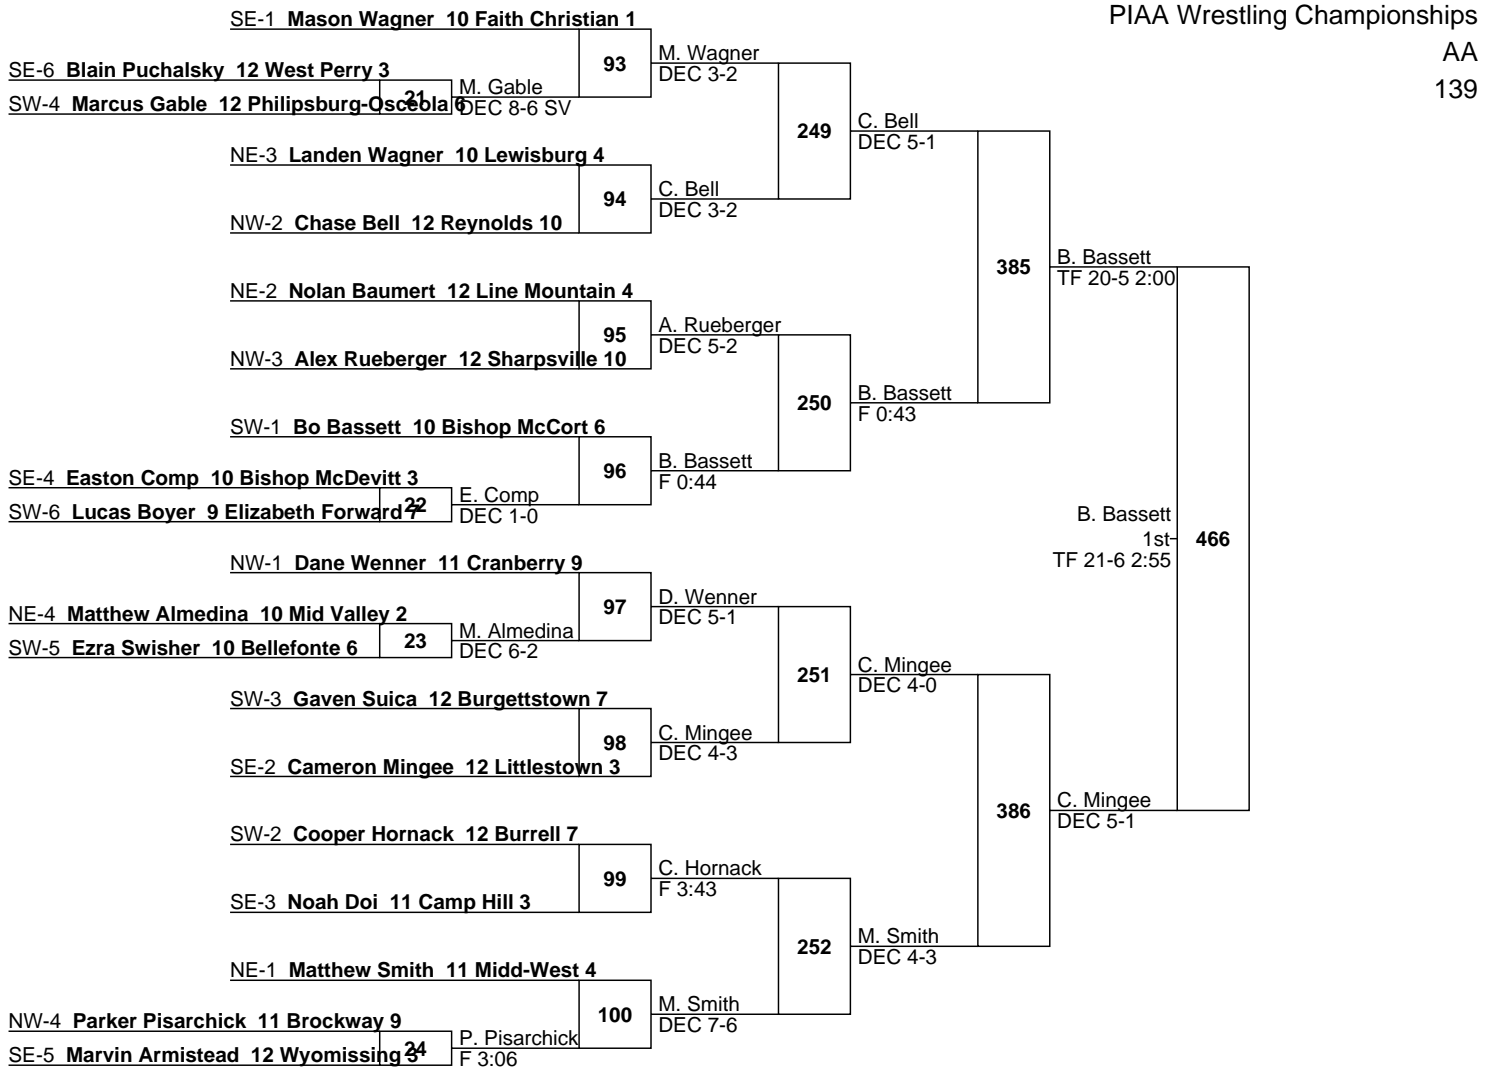 PIAA Wrestling Championships
AA
139
SE-1 Mason Wagner 10 Faith Christian 1
SE-6 Blain Puchalsky 12 West Perry 3
SW-4 Marcus Gable 12 Philipsburg-Osceola 6
21
M. Gable
DEC 8-6 SV
93
M. Wagner
DEC 3-2
NE-3 Landen Wagner 10 Lewisburg 4
NW-2 Chase Bell 12 Reynolds 10
94
C. Bell
DEC 3-2
249
C. Bell
DEC 5-1
NE-2 Nolan Baumert 12 Line Mountain 4
NW-3 Alex Rueberger 12 Sharpsville 10
95
A. Rueberger
DEC 5-2
SW-1 Bo Bassett 10 Bishop McCort 6
SE-4 Easton Comp 10 Bishop McDevitt 3
SW-6 Lucas Boyer 9 Elizabeth Forward 7
22
E. Comp
DEC 1-0
96
B. Bassett
F 0:44
250
B. Bassett
F 0:43
385
B. Bassett
TF 20-5 2:00
NW-1 Dane Wenner 11 Cranberry 9
NE-4 Matthew Almedina 10 Mid Valley 2
SW-5 Ezra Swisher 10 Bellefonte 6
23
M. Almedina
DEC 6-2
97
D. Wenner
DEC 5-1
SW-3 Gaven Suica 12 Burgettstown 7
SE-2 Cameron Mingee 12 Littlestown 3
98
C. Mingee
DEC 4-3
251
C. Mingee
DEC 4-0
SW-2 Cooper Hornack 12 Burrell 7
SE-3 Noah Doi 11 Camp Hill 3
99
C. Hornack
F 3:43
NE-1 Matthew Smith 11 Midd-West 4
NW-4 Parker Pisarchick 11 Brockway 9
SE-5 Marvin Armistead 12 Wyomissing 3
24
P. Pisarchick
F 3:06
100
M. Smith
DEC 7-6
252
M. Smith
DEC 4-3
386
C. Mingee
DEC 5-1
B. Bassett
1st
TF 21-6 2:55
466